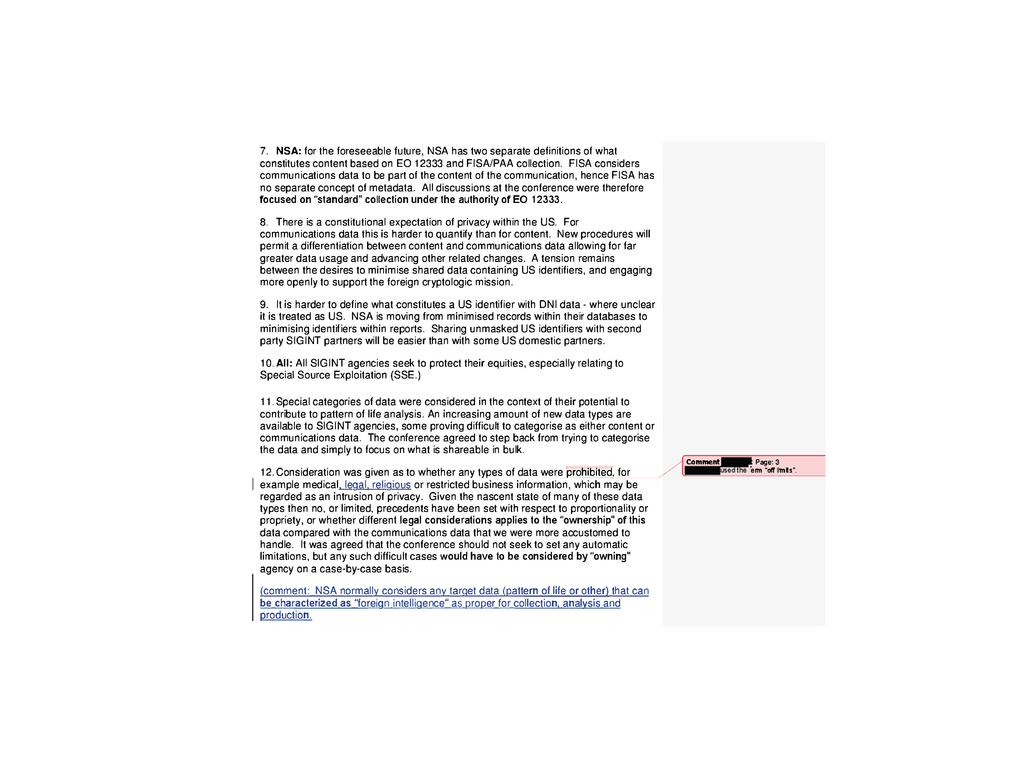 7. NSA: for the foreseeable future, NSA has two separate definitions of what
constitutes content based on EO 12333 and FISA/PAA collection. FISA considers
communications data to be part of the content of the communication, hence FISA has
no separate concept of metadata. All discussions at the conference were therefore
focused on “standard” collection under the authority of EO 12333.
8. There is a constitutional expectation of privacy within the US. For
communications data this is harder to quantify than for content. New procedures will
permit a differentiation between content and communications data allowing for far
greater data usage and advancing other related changes. A tension remains
between the desires to minimise shared data containing US identifiers, and engaging
more openly to support the foreign cryptologic mission.
9. It is harder to define what constitutes a US identifier with DNI data - where unclear
it is treated as US. NSA is moving from minimised records within their databases to
minimising identifiers within reports. Sharing unmasked US identifiers with second
party SIGINT partners will be easier than with some US domestic partners.
10. All: All SIGINT agencies seek to protect their equities, especially relating to
Special Source Exploitation (SSE.)
11. Special categories of data were considered in the context of their potential to
contribute to pattern of life analysis. An increasing amount of new data types are
available to SIGINT agencies, some proving difficult to categorise as either content or
communications data. The conference agreed to step back from trying to categorise
the data and simply to focus on what is shareable in bulk.
12. Consideration was given as to whether any types of data were prohibited, for
example medical, legal, religious or restricted business information, which may be
regarded as an intrusion of privacy. Given the nascent state of many of these data
types then no, or limited, precedents have been set with respect to proportionality or
propriety, or whether different legal considerations applies to the “ownership” of this
data compared with the communications data that we were more accustomed to
handle. It was agreed that the conference should not seek to set any automatic
limitations, but any such difficult cases would have to be considered by “owning”
agency on a case-by-case basis.
(comment: NSA normally considers any target data (pattern of life or other) that can
be characterized as “foreign intelligence” as proper for collection, analysis and
production.
Comment : Page: 3
used the term “off limits”.